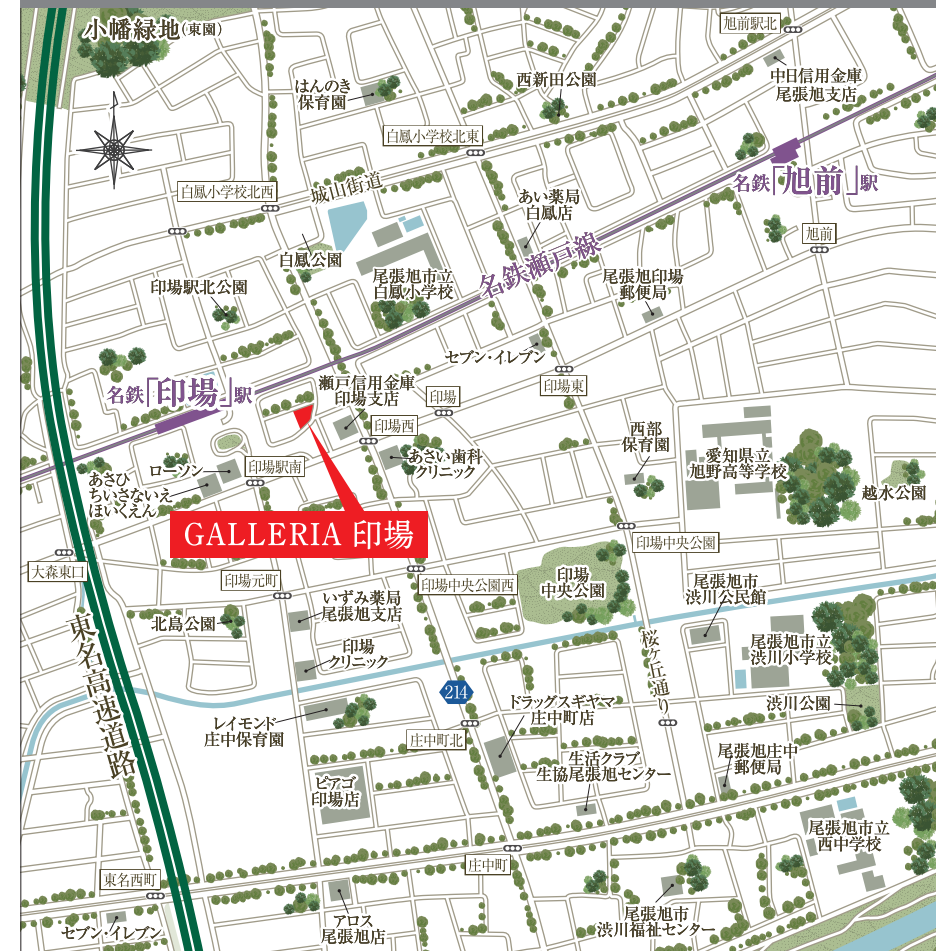 小幡緑地(東園)
旭前駅北
はんのき
保育園
西新田公園
中日信用金庫
尾張旭支店
白鳳小学校北東
名鉄「旭前」駅
白鳳小学校北西
城山街道
あい薬局
白鳳店
旭前
白鳳公園
尾張旭市立
白鳳小学校
名鉄瀬戸線
尾張旭印場
郵便局
印場駅北公園
セブン・イレブン
名鉄「印場」駅
瀬戸信用金庫
印場支店
印場
印場東
印場西
西部
保育園
愛知県立
旭野高等学校
あさい歯科
クリニック
ローソン
印場駅南
あさひ
ちいさないえ
ほいくえん
越水公園
GALLERIA 印場
印場中央公園
大森東口
印場元町
印場中央公園西
印場
中央公園
尾張旭市
渋川公民館
いずみ薬局
尾張旭支店
北島公園
東名高速道路
印場
クリニック
桜ケ丘通り
尾張旭市立
渋川小学校
214
ドラッグスギヤマ
庄中町店
渋川公園
レイモンド
庄中保育園
庄中町北
生活クラブ
生協尾張旭センター
尾張旭庄中
郵便局
ピアゴ
印場店
尾張旭市立
西中学校
庄中町
東名西町
アロス
尾張旭店
尾張旭市
渋川福祉センター
セブン・イレブン